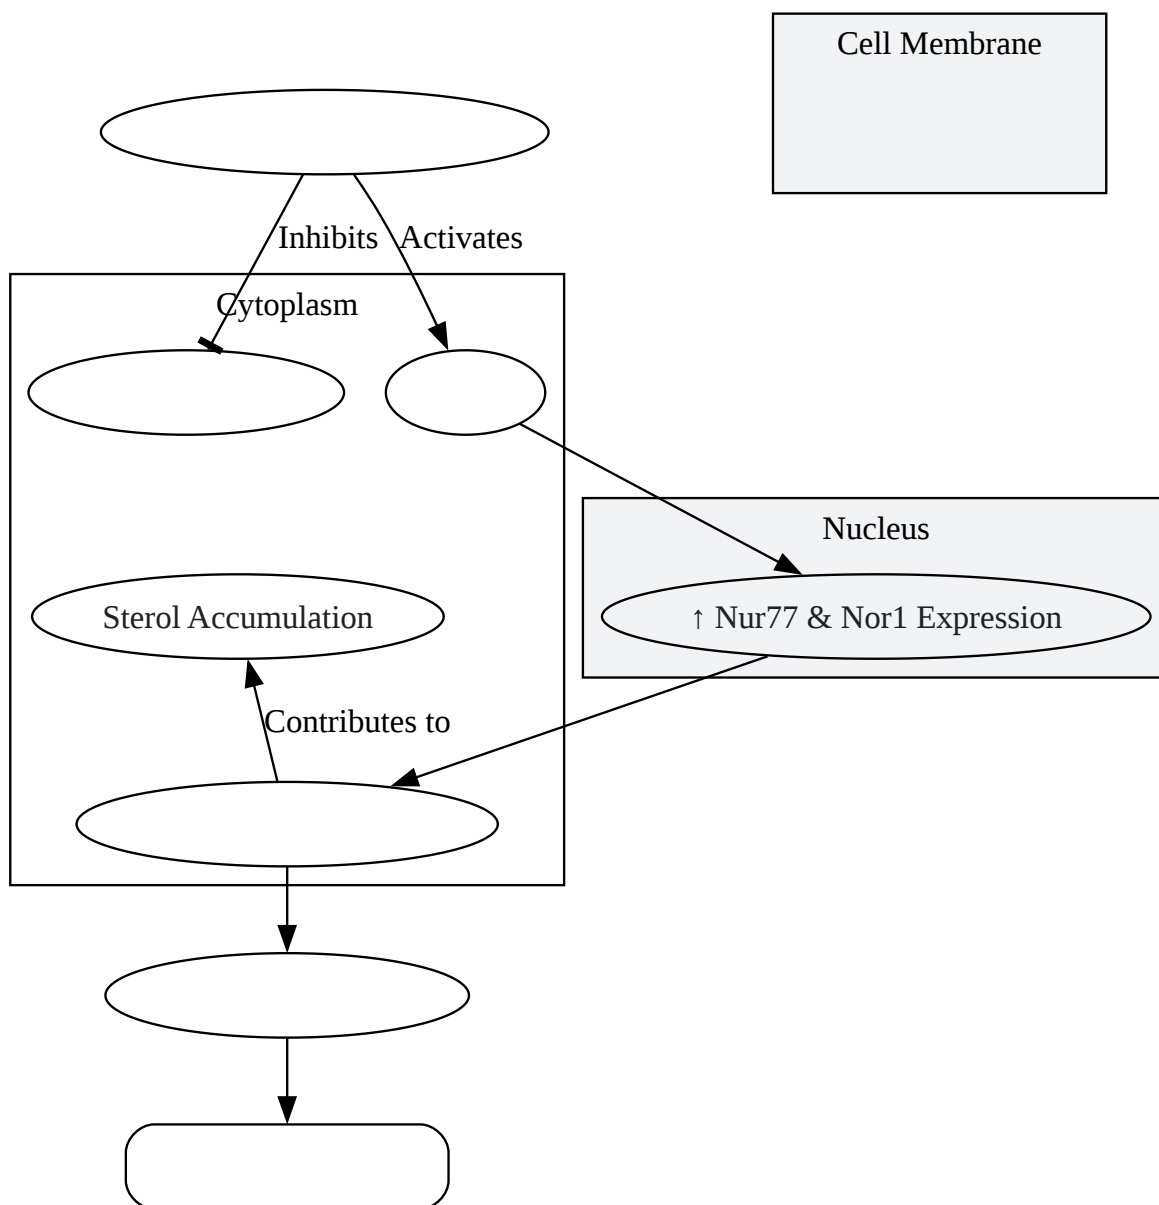 Cell Membrane
Inhibits
Activates
Cytoplasm
Nucleus
Sterol Accumulation
↑ Nur77 & Nor1 Expression
Contributes to